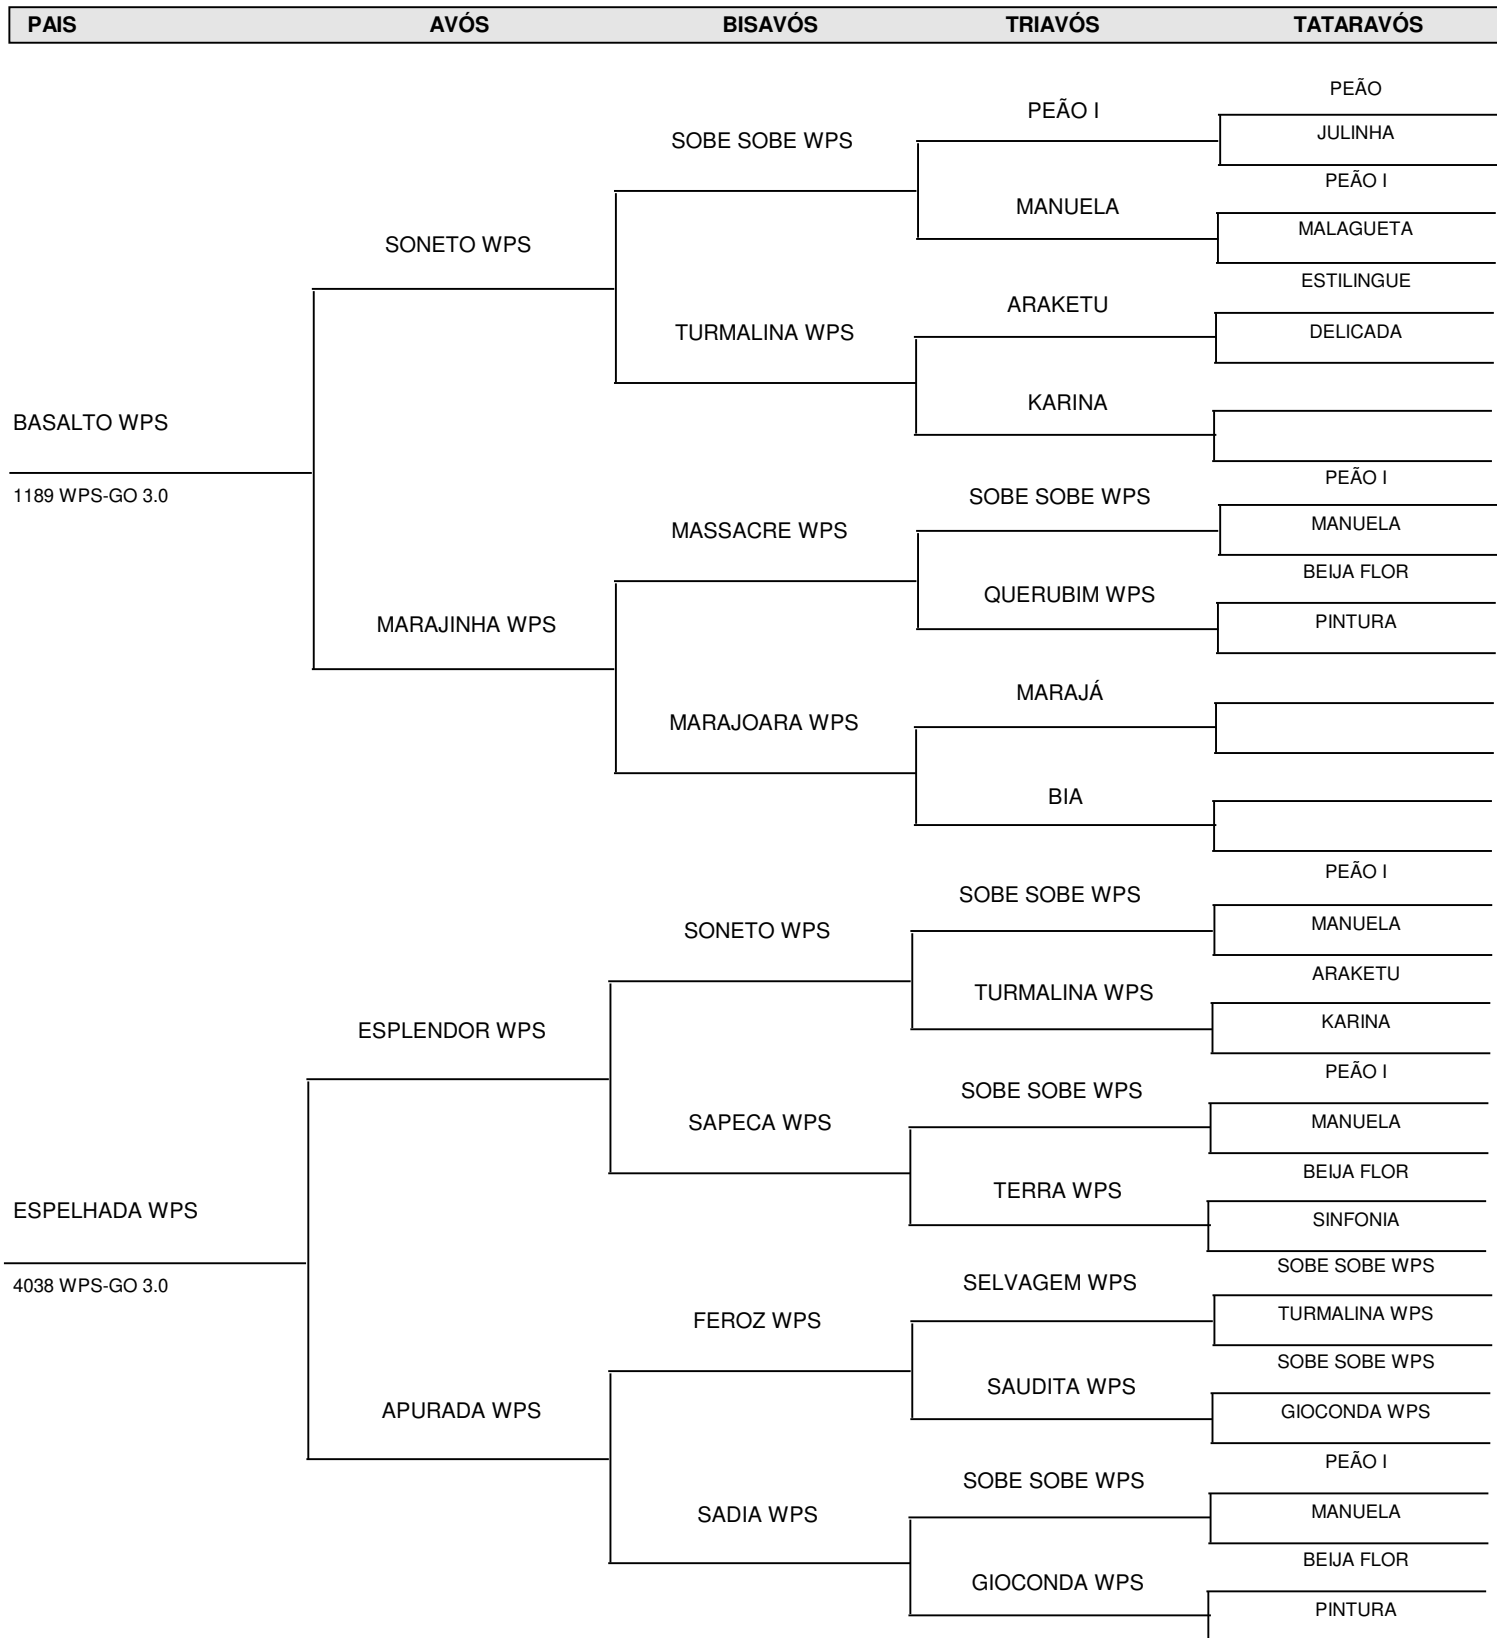 PAIS AVÓS BISAVÓS TRIAVÓS TATARAVÓS
PEÃO
PEÃO I
JULINHA
SOBE SOBE WPS
PEÃO I
MANUELA
MALAGUETA
SONETO WPS
ESTILINGUE
ARAKETU
DELICADA
TURMALINA WPS
KARINA
BASALTO WPS
PEÃO I
1189 WPS-GO 3.0
SOBE SOBE WPS
MANUELA
MASSACRE WPS
BEIJA FLOR
QUERUBIM WPS
PINTURA
MARAJINHA WPS
MARAJÁ
MARAJOARA WPS
BIA
PEÃO I
SOBE SOBE WPS
MANUELA
SONETO WPS
ARAKETU
TURMALINA WPS
KARINA
ESPLENDOR WPS
PEÃO I
SOBE SOBE WPS
MANUELA
SAPECA WPS
BEIJA FLOR
TERRA WPS
ESPELHADA WPS
SINFONIA
SOBE SOBE WPS
4038 WPS-GO 3.0
SELVAGEM WPS
TURMALINA WPS
FEROZ WPS
SOBE SOBE WPS
SAUDITA WPS
APURADA WPS
GIOCONDA WPS
PEÃO I
SOBE SOBE WPS
MANUELA
SADIA WPS
BEIJA FLOR
GIOCONDA WPS
PINTURA